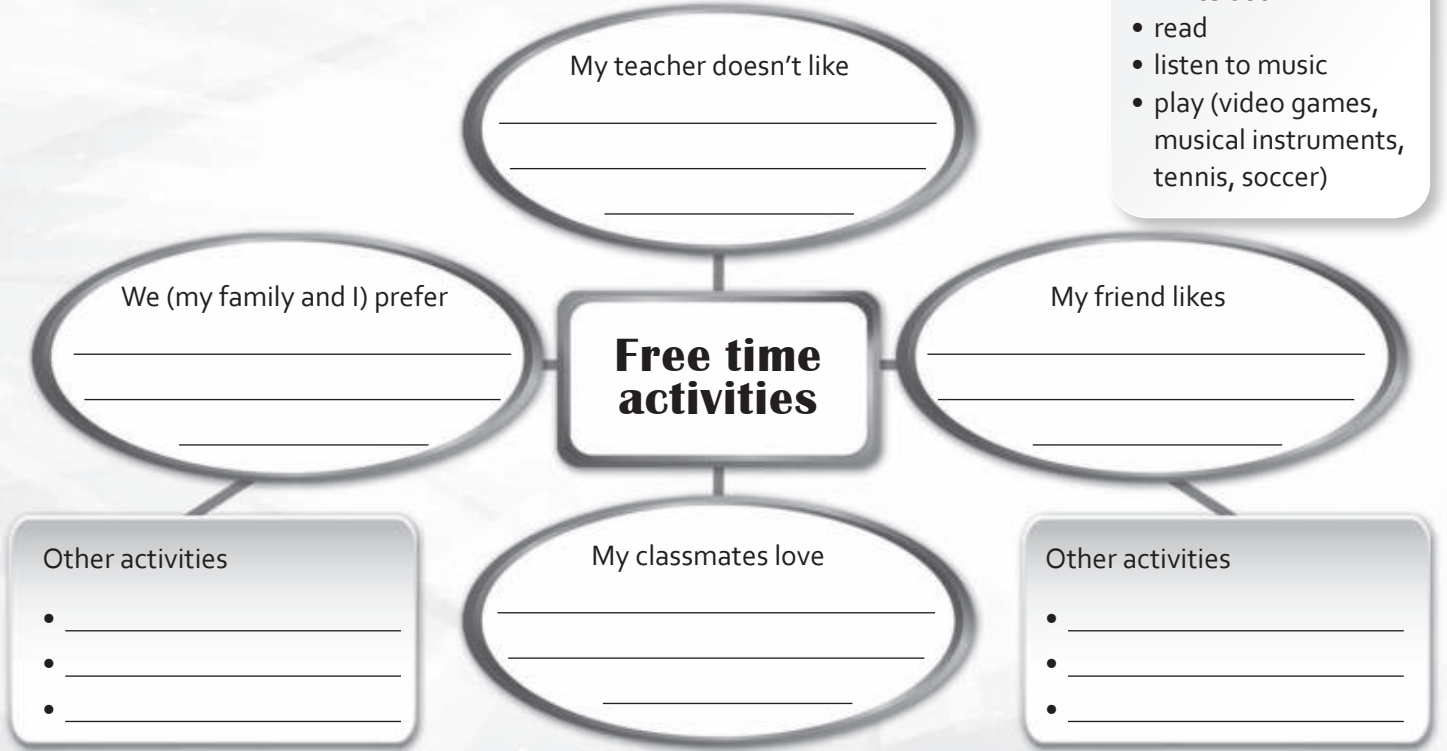 • read
• listen to music
• play (video games,
musical instruments,
tennis, soccer)
My teacher doesn't like
We (my family and I) prefer
Free time
activities
My friend likes
Other activities
•
•
•
My classmates love
Other activities
•
•
•